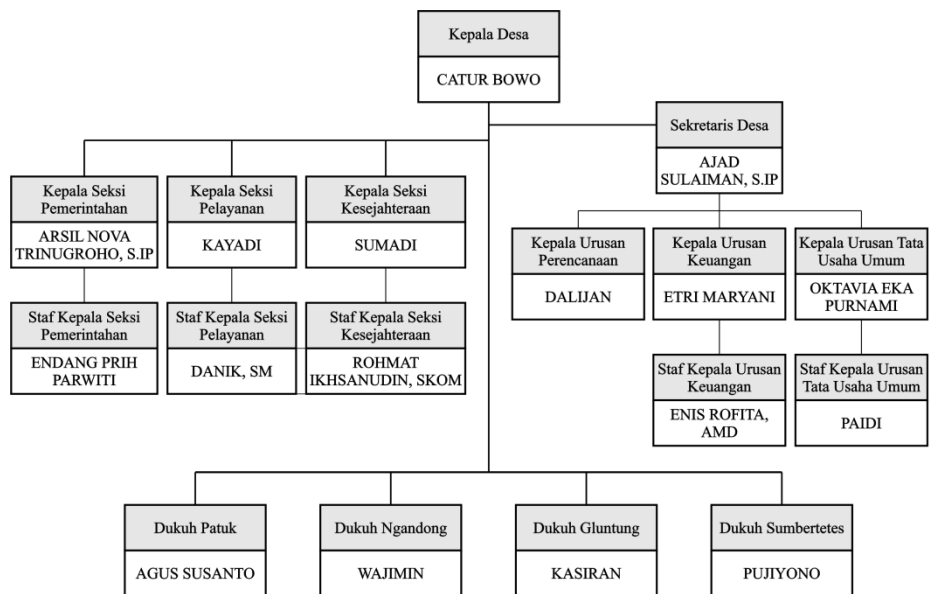 Kepala Desa
CATUR BOWO
Sekretaris Desa
AJAD
SULAIMAN, S.IP
Kepala Seksi
Pemerintahan
ARSIL NOVA
TRINUGROHO, S.IP
Kepala Seksi
Pelayanan
KAYADI
Kepala Seksi
Kesejahteraan
SUMADI
Staf Kepala Seksi
Pemerintahan
ENDANG PRIH
PARWITI
Staf Kepala Seksi
Pelayanan
DANIK, SM
Staf Kepala Seksi
Kesejahteraan
ROHMAT
IKHSANUDIN, SKOM
Kepala Urusan
Perencanaan
DALIJAN
Kepala Urusan
Keuangan
ETRI MARYANI
Kepala Urusan Tata
Usaha Umum
OKTAVIA EKA
PURNAMI
Staf Kepala Urusan
Keuangan
ENIS ROFITA,
AMD
Staf Kepala Urusan
Tata Usaha Umum
PAIDI
Dukuh Patuk
AGUS SUSANTO
Dukuh Ngandong
WAJIMIN
Dukuh Gluntung
KASIRAN
Dukuh Sumbertetes
PUJIYONO